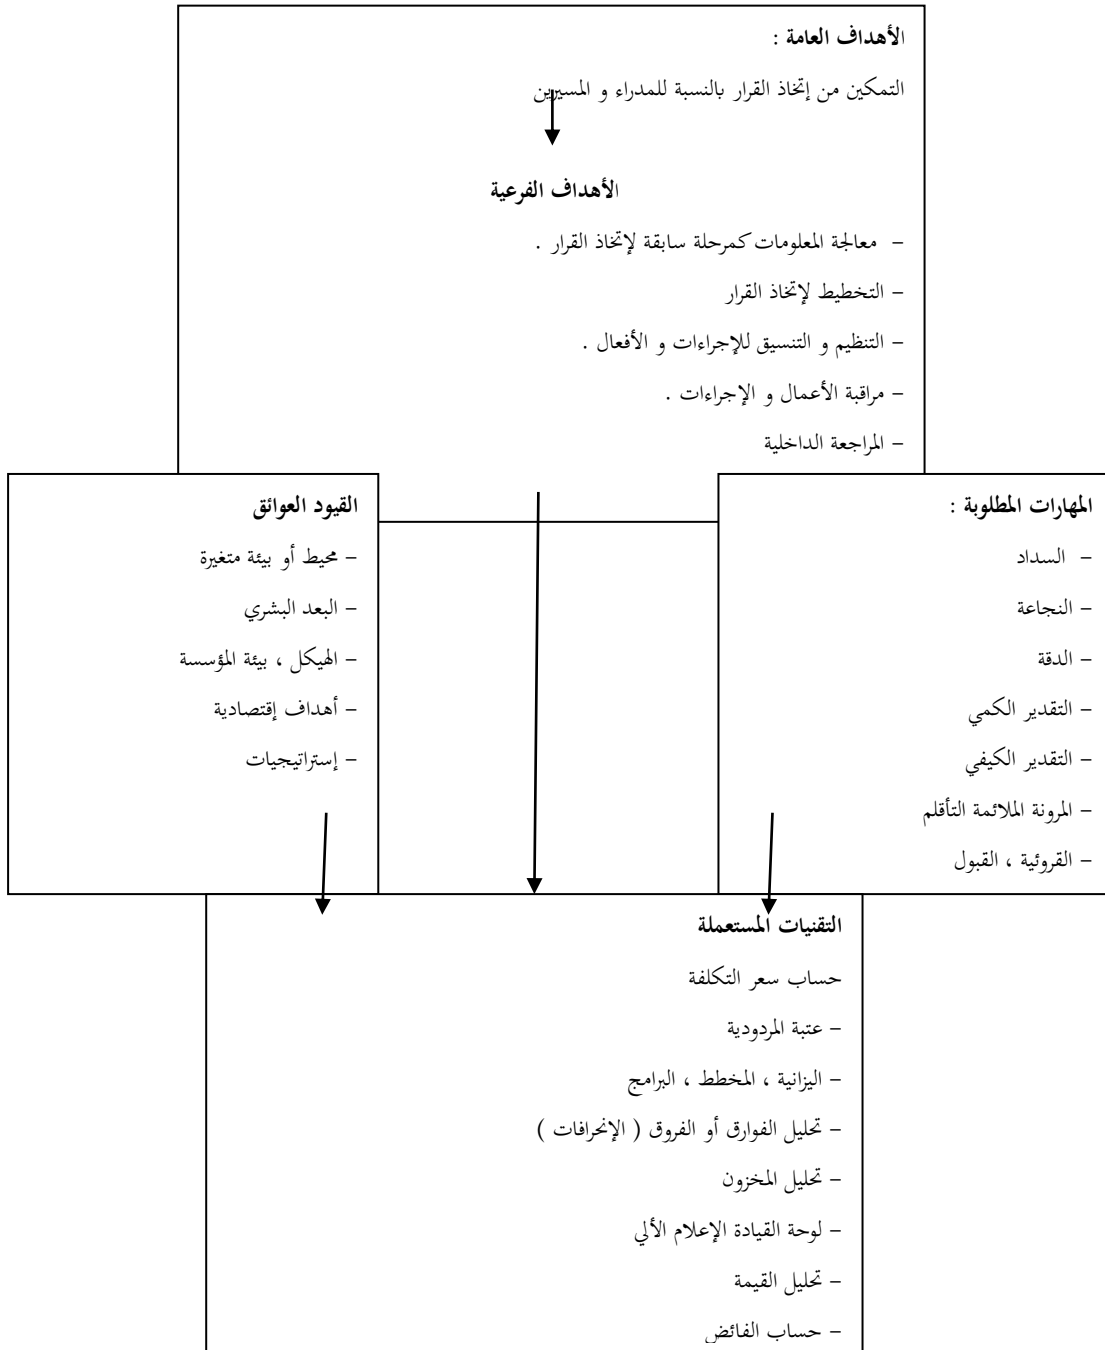 الأهداف العامة :
التمكين من إتخاذ القرار بالنسبة للمدراء و المسيرين
الأهداف الفرعية
- معالجة المعلومات كمرحلة سابقة لإتخاذ القرار .
- التخطيط لإتخاذ القرار
- التنظيم و التنسيق للإجراءات و الأفعال .
- مراقبة الأعمال و الإجراءات .
- المراجعة الداخلية
المهارات المطلوبة :
- السداد
- النجاعة
- الدقة
- التقدير الكمي
- التقدير الكيفي
- المرونة الملائمة التأقلم
- القروئية ، القبول
القيود العوائق
- محيط أو بيئة متغيرة
- البعد البشري
- الهيكل ، بيئة المؤسسة
- أهداف إقتصادية
- إستراتيجيات
التقنيات المستعملة
حساب سعر التكلفة
- عتبة المردودية
- اليزانية ، المخطط ، البرامج
- تحليل الفوارق أو الفروق ( الإنحرافات )
- تحليل المخزون
- لوحة القيادة الإعلام الألي
- تحليل القيمة
- حساب الفائض